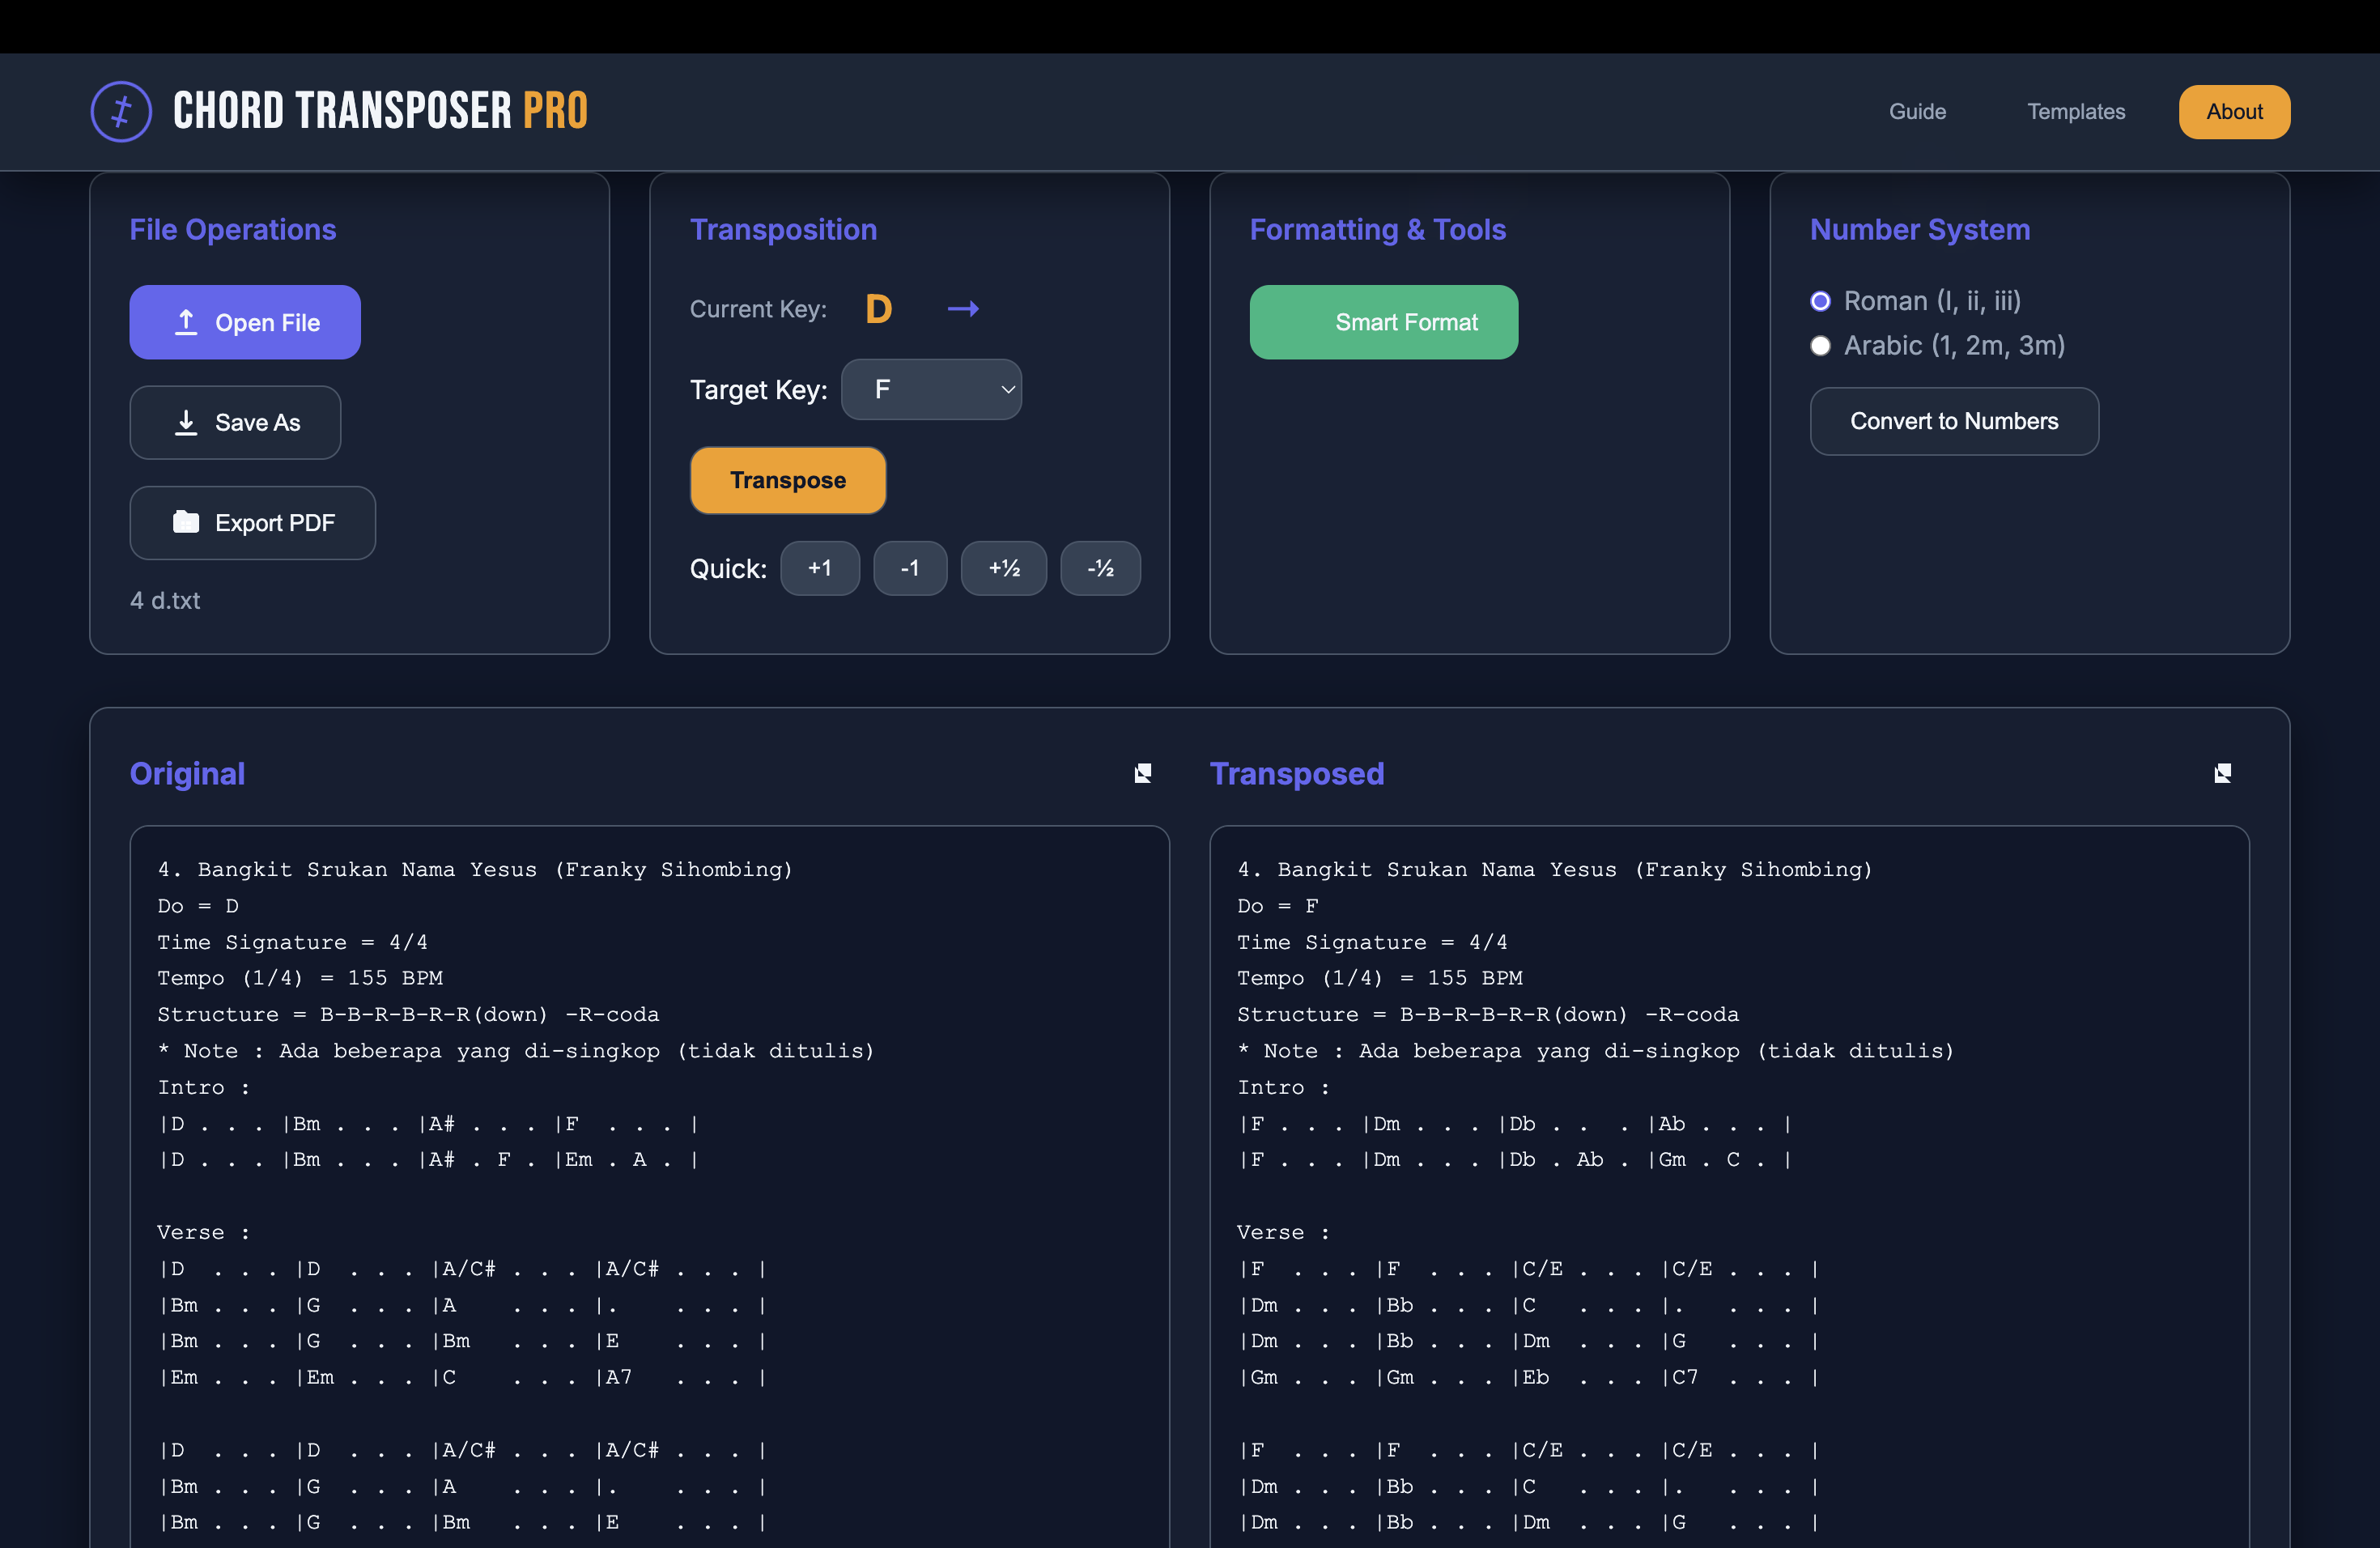 CHORD TRANSPOSER PRO
Guide
Templates
About
File Operations
Open File
Save As
Export PDF
4 d.txt
Transposition
Current Key: D →
Target Key: F
Transpose
Quick: +1 -1 +½ -½
Formatting & Tools
Smart Format
Number System
Roman (I, ii, iii)
Arabic (1, 2m, 3m)
Convert to Numbers
Original
4. Bangkit Srukan Nama Yesus (Franky Sihombing)
Do = D
Time Signature = 4/4
Tempo (1/4) = 155 BPM
Structure = B-B-R-B-R-R(down) -R-coda
* Note : Ada beberapa yang di-singkop (tidak ditulis)
Intro :
|D . . . |Bm . . . |A# . . . |F  . . . |
|D . . . |Bm . . . |A# . F . |Em . A . |
Verse :
|D  . . . |D  . . . |A/C# . . . |A/C# . . . |
|Bm . . . |G  . . . |A    . . . |.    . . . |
|Bm . . . |G  . . . |Bm   . . . |E    . . . |
|Em . . . |Em . . . |C    . . . |A7   . . . |
|D  . . . |D  . . . |A/C# . . . |A/C# . . . |
|Bm . . . |G  . . . |A    . . . |.    . . . |
|Bm . . . |G  . . . |Bm   . . . |E    . . . |
Transposed
4. Bangkit Srukan Nama Yesus (Franky Sihombing)
Do = F
Time Signature = 4/4
Tempo (1/4) = 155 BPM
Structure = B-B-R-B-R-R(down) -R-coda
* Note : Ada beberapa yang di-singkop (tidak ditulis)
Intro :
|F . . . |Dm . . . |Db . .  . |Ab . . . |
|F . . . |Dm . . . |Db . Ab . |Gm . C . |
Verse :
|F  . . . |F  . . . |C/E . . . |C/E . . . |
|Dm . . . |Bb . . . |C   . . . |.   . . . |
|Dm . . . |Bb . . . |Dm  . . . |G   . . . |
|Gm . . . |Gm . . . |Eb  . . . |C7  . . . |
|F  . . . |F  . . . |C/E . . . |C/E . . . |
|Dm . . . |Bb . . . |C   . . . |.   . . . |
|Dm . . . |Bb . . . |Dm  . . . |G   . . . |